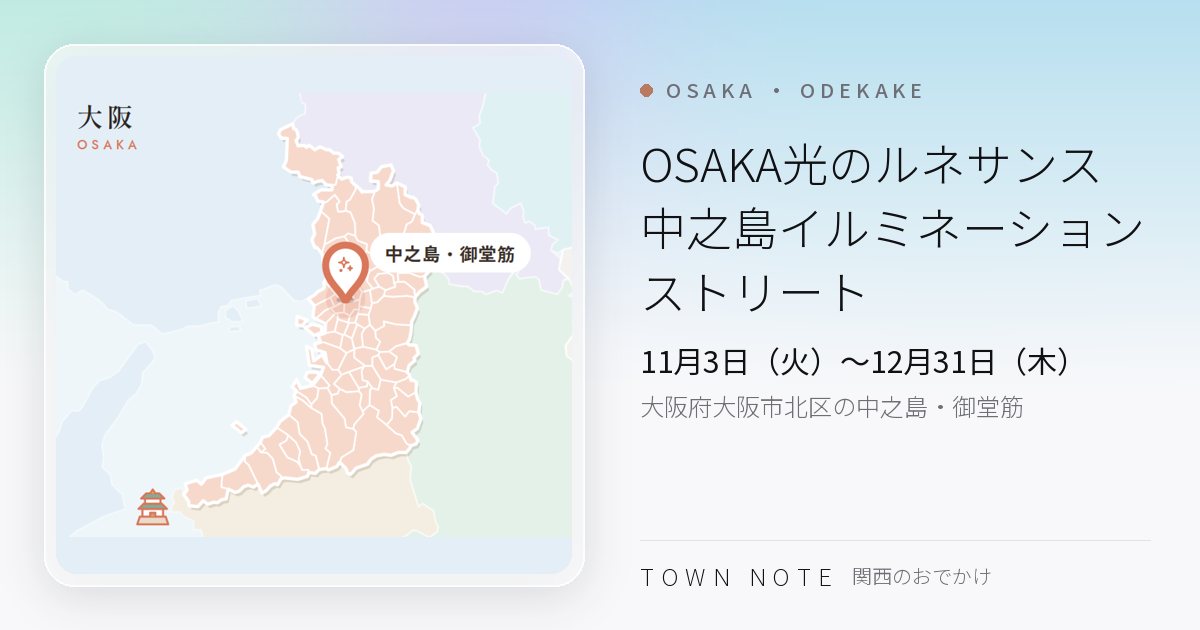 大阪
OSAKA
中之島・御堂筋
OSAKA ・ ODEKAKE
OSAKA光のルネサンス
中之島イルミネーション
ストリート
11月3日（火）～12月31日（木）
大阪府大阪市北区の中之島・御堂筋
TOWN NOTE 関西のおでかけ